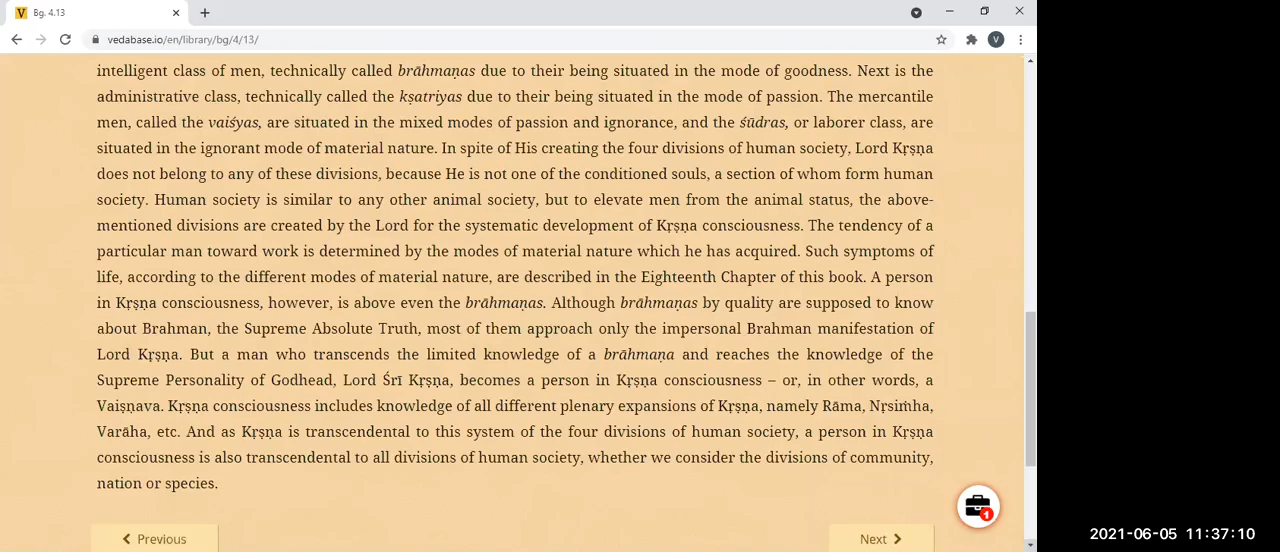 Bg. 4.13
vedabase.io/en/library/bg/4/13/
V
intelligent class of men, technically called brāhmaṇas due to their being situated in the mode of goodness. Next is the
administrative class, technically called the kṣatriyas due to their being situated in the mode of passion. The mercantile
men, called the vaiśyas, are situated in the mixed modes of passion and ignorance, and the śūdras, or laborer class, are
situated in the ignorant mode of material nature. In spite of His creating the four divisions of human society, Lord Kṛṣṇa
does not belong to any of these divisions, because He is not one of the conditioned souls, a section of whom form human
society. Human society is similar to any other animal society, but to elevate men from the animal status, the above-
mentioned divisions are created by the Lord for the systematic development of Kṛṣṇa consciousness. The tendency of a
particular man toward work is determined by the modes of material nature which he has acquired. Such symptoms of
life, according to the different modes of material nature, are described in the Eighteenth Chapter of this book. A person
in Kṛṣṇa consciousness, however, is above even the brāhmaṇas. Although brāhmaṇas by quality are supposed to know
about Brahman, the Supreme Absolute Truth, most of them approach only the impersonal Brahman manifestation of
Lord Kṛṣṇa. But a man who transcends the limited knowledge of a brāhmaṇa and reaches the knowledge of the
Supreme Personality of Godhead, Lord Śrī Kṛṣṇa, becomes a person in Kṛṣṇa consciousness – or, in other words, a
Vaiṣṇava. Kṛṣṇa consciousness includes knowledge of all different plenary expansions of Kṛṣṇa, namely Rāma, Nṛsiṁha,
Varāha, etc. And as Kṛṣṇa is transcendental to this system of the four divisions of human society, a person in Kṛṣṇa
consciousness is also transcendental to all divisions of human society, whether we consider the divisions of community,
nation or species.
1
Previous
Next
2021-06-05 11:37:10